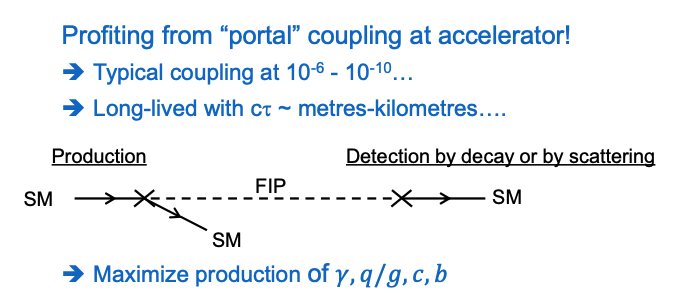 Profiting from “portal” coupling at accelerator!
➔ Typical coupling at 10⁻⁶ - 10⁻¹⁰…
➔ Long-lived with cτ ~ metres-kilometres….
Production
Detection by decay or by scattering
SM
FIP
SM
SM
➔ Maximize production of γ, q/g, c, b